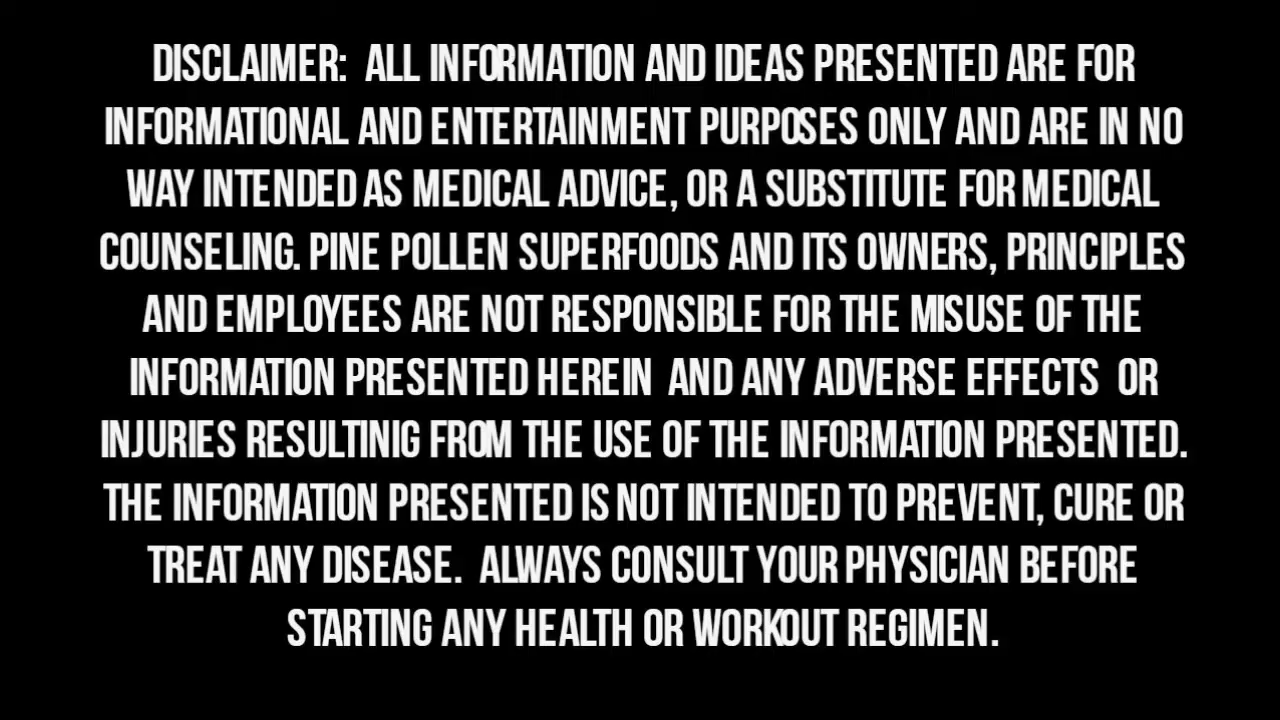 DISCLAIMER: ALL INFORMATION AND IDEAS PRESENTED ARE FOR
INFORMATIONAL AND ENTERTAINMENT PURPOSES ONLY AND ARE IN NO
WAY INTENDED AS MEDICAL ADVICE, OR A SUBSTITUTE FOR MEDICAL
COUNSELING. PINE POLLEN SUPERFOODS AND ITS OWNERS, PRINCIPLES
AND EMPLOYEES ARE NOT RESPONSIBLE FOR THE MISUSE OF THE
INFORMATION PRESENTED HEREIN AND ANY ADVERSE EFFECTS OR
INJURIES RESULTINIG FROM THE USE OF THE INFORMATION PRESENTED.
THE INFORMATION PRESENTED IS NOT INTENDED TO PREVENT, CURE OR
TREAT ANY DISEASE. ALWAYS CONSULT YOUR PHYSICIAN BEFORE
STARTING ANY HEALTH OR WORKOUT REGIMEN.